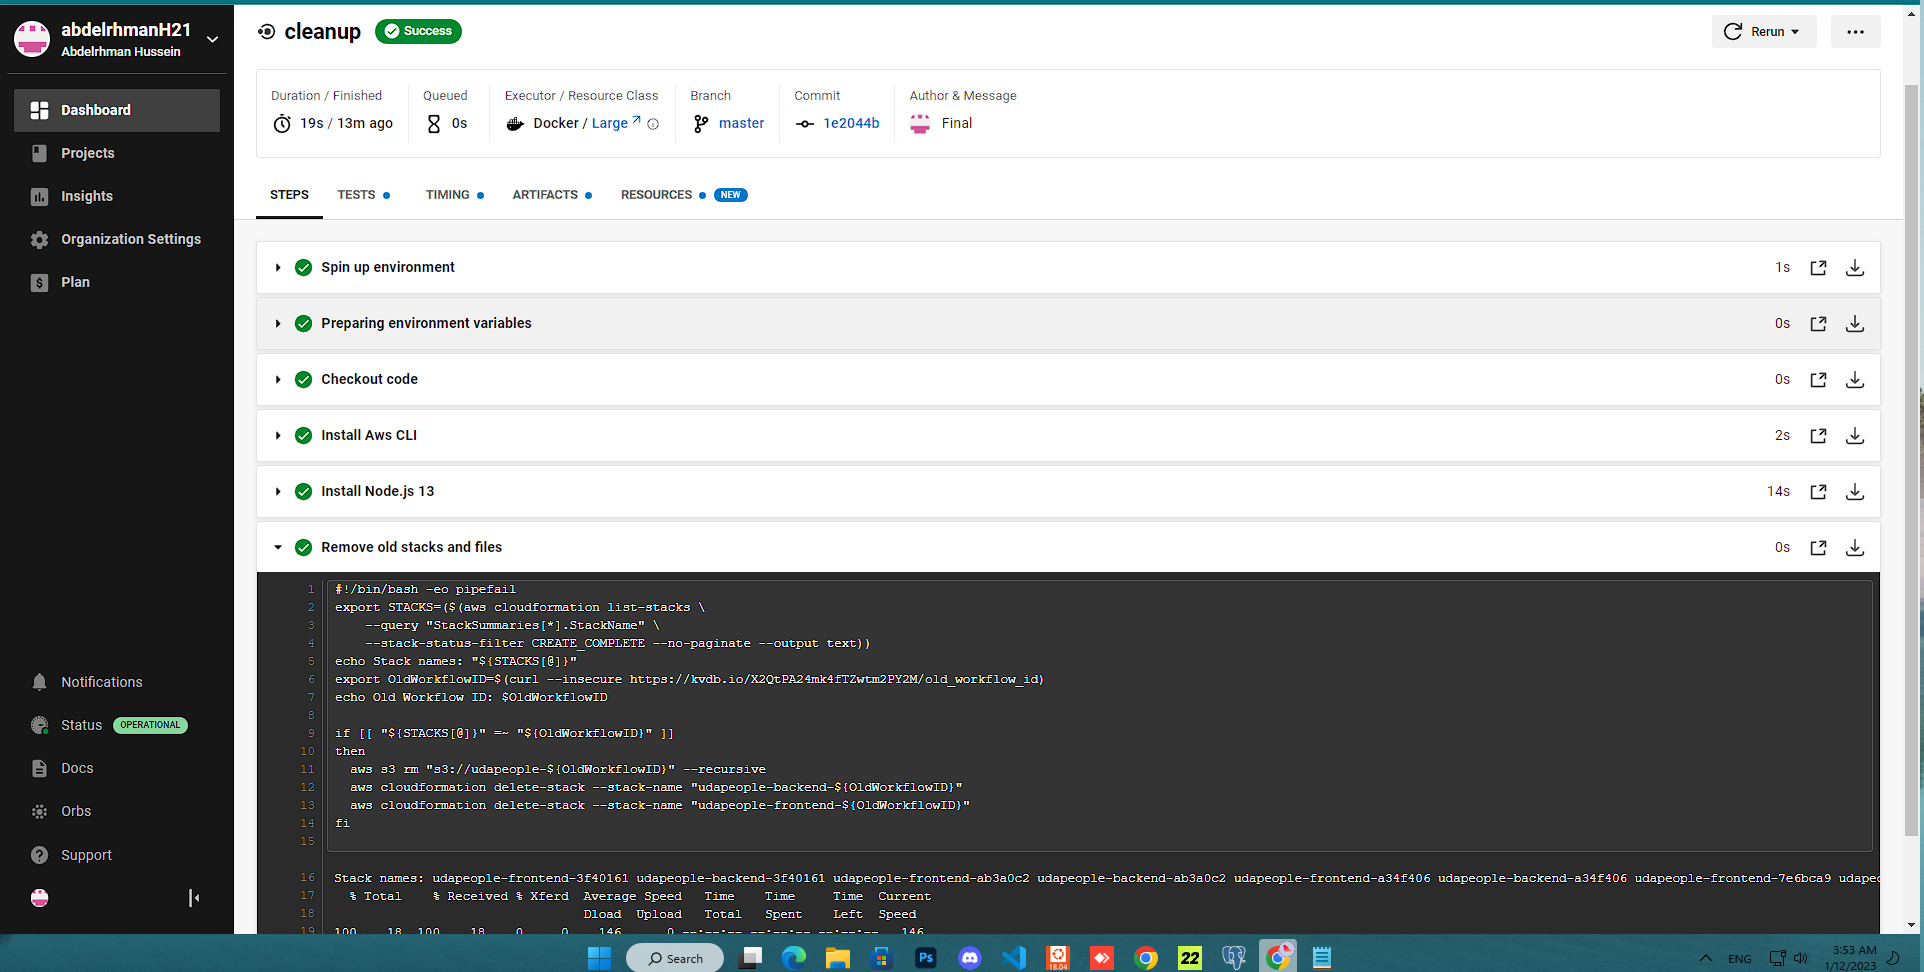 abdelrhmanH21
Abdelrhman Hussein
Dashboard
Projects
Insights
Organization Settings
Plan
Notifications
Status OPERATIONAL
Docs
Orbs
Support
cleanup Success
Rerun
Duration / Finished
19s / 13m ago
Queued
0s
Executor / Resource Class
Docker / Large
Branch
master
Commit
1e2044b
Author & Message
Final
STEPS TESTS TIMING ARTIFACTS RESOURCES NEW
Spin up environment 1s
Preparing environment variables 0s
Checkout code 0s
Install Aws CLI 2s
Install Node.js 13 14s
Remove old stacks and files 0s
1 #!/bin/bash -eo pipefail
2 export STACKS=($(aws cloudformation list-stacks \
3 --query "StackSummaries[*].StackName" \
4 --stack-status-filter CREATE_COMPLETE --no-paginate --output text))
5 echo Stack names: "${STACKS[@]}"
6 export OldWorkflowID=$(curl --insecure https://kvdb.io/X2QtPA24mk4fTZwtm2PY2M/old_workflow_id)
7 echo Old Workflow ID: $OldWorkflowID
8
9 if [[ "${STACKS[@]}" =~ "${OldWorkflowID}" ]]
10 then
11 aws s3 rm "s3://udapeople-${OldWorkflowID}" --recursive
12 aws cloudformation delete-stack --stack-name "udapeople-backend-${OldWorkflowID}"
13 aws cloudformation delete-stack --stack-name "udapeople-frontend-${OldWorkflowID}"
14 fi
15
16 Stack names: udapeople-frontend-3f40161 udapeople-backend-3f40161 udapeople-frontend-ab3a0c2 udapeople-backend-ab3a0c2 udapeople-frontend-a34f406 udapeople-backend-a34f406 udapeople-frontend-7e6bca9 udapeo
17 % Total % Received % Xferd Average Speed Time Time Time Current
18 Dload Upload Total Spent Left Speed
19 100 18 100 18 0 0 146 0 --:--:-- --:--:-- --:--:-- 146
Search
Ps
18.04
22
ENG
3:53 AM
1/12/2023